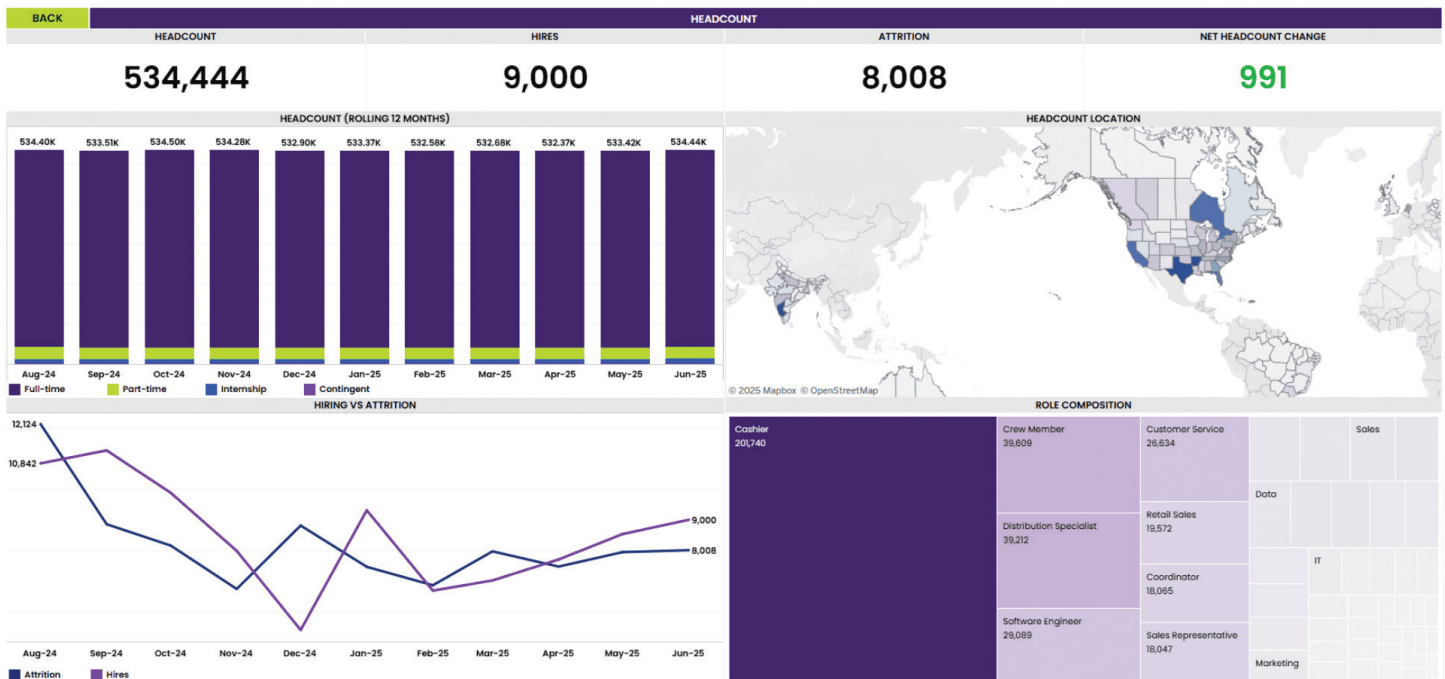 BACK
HEADCOUNT
HEADCOUNT
HIRES
ATTRITION
NET HEADCOUNT CHANGE
534,444
9,000
8,008
991
HEADCOUNT (ROLLING 12 MONTHS)
534.40K 533.51K 534.50K 534.28K 532.90K 533.37K 532.58K 532.68K 532.37K 533.42K 534.44K
Aug-24 Sep-24 Oct-24 Nov-24 Dec-24 Jan-25 Feb-25 Mar-25 Apr-25 May-25 Jun-25
Full-time Part-time Internship Contingent
HEADCOUNT LOCATION
© 2025 Mapbox © OpenStreetMap
HIRING VS ATTRITION
12,124
10,842
9,000
8,008
Aug-24 Sep-24 Oct-24 Nov-24 Dec-24 Jan-25 Feb-25 Mar-25 Apr-25 May-25 Jun-25
Attrition Hires
ROLE COMPOSITION
Cashier
201,740
Crew Member
39,609
Distribution Specialist
39,212
Software Engineer
29,089
Customer Service
26,634
Retail Sales
19,572
Coordinator
18,065
Sales Representative
18,047
Sales
Data
IT
Marketing